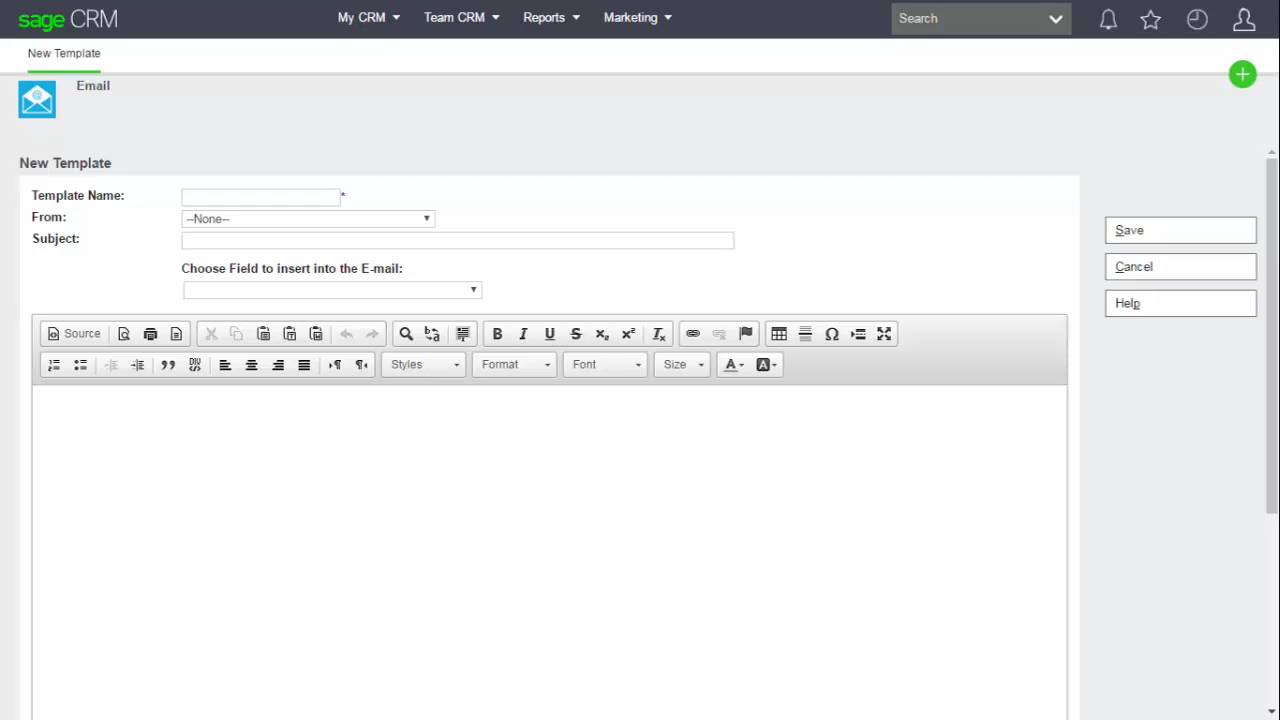 sage CRM My CRM Team CRM Reports Marketing Search
New Template
Email
New Template
Template Name: *
From: --None--
Subject:
Choose Field to insert into the E-mail:
Save
Cancel
Help
Source
Styles Format Font Size